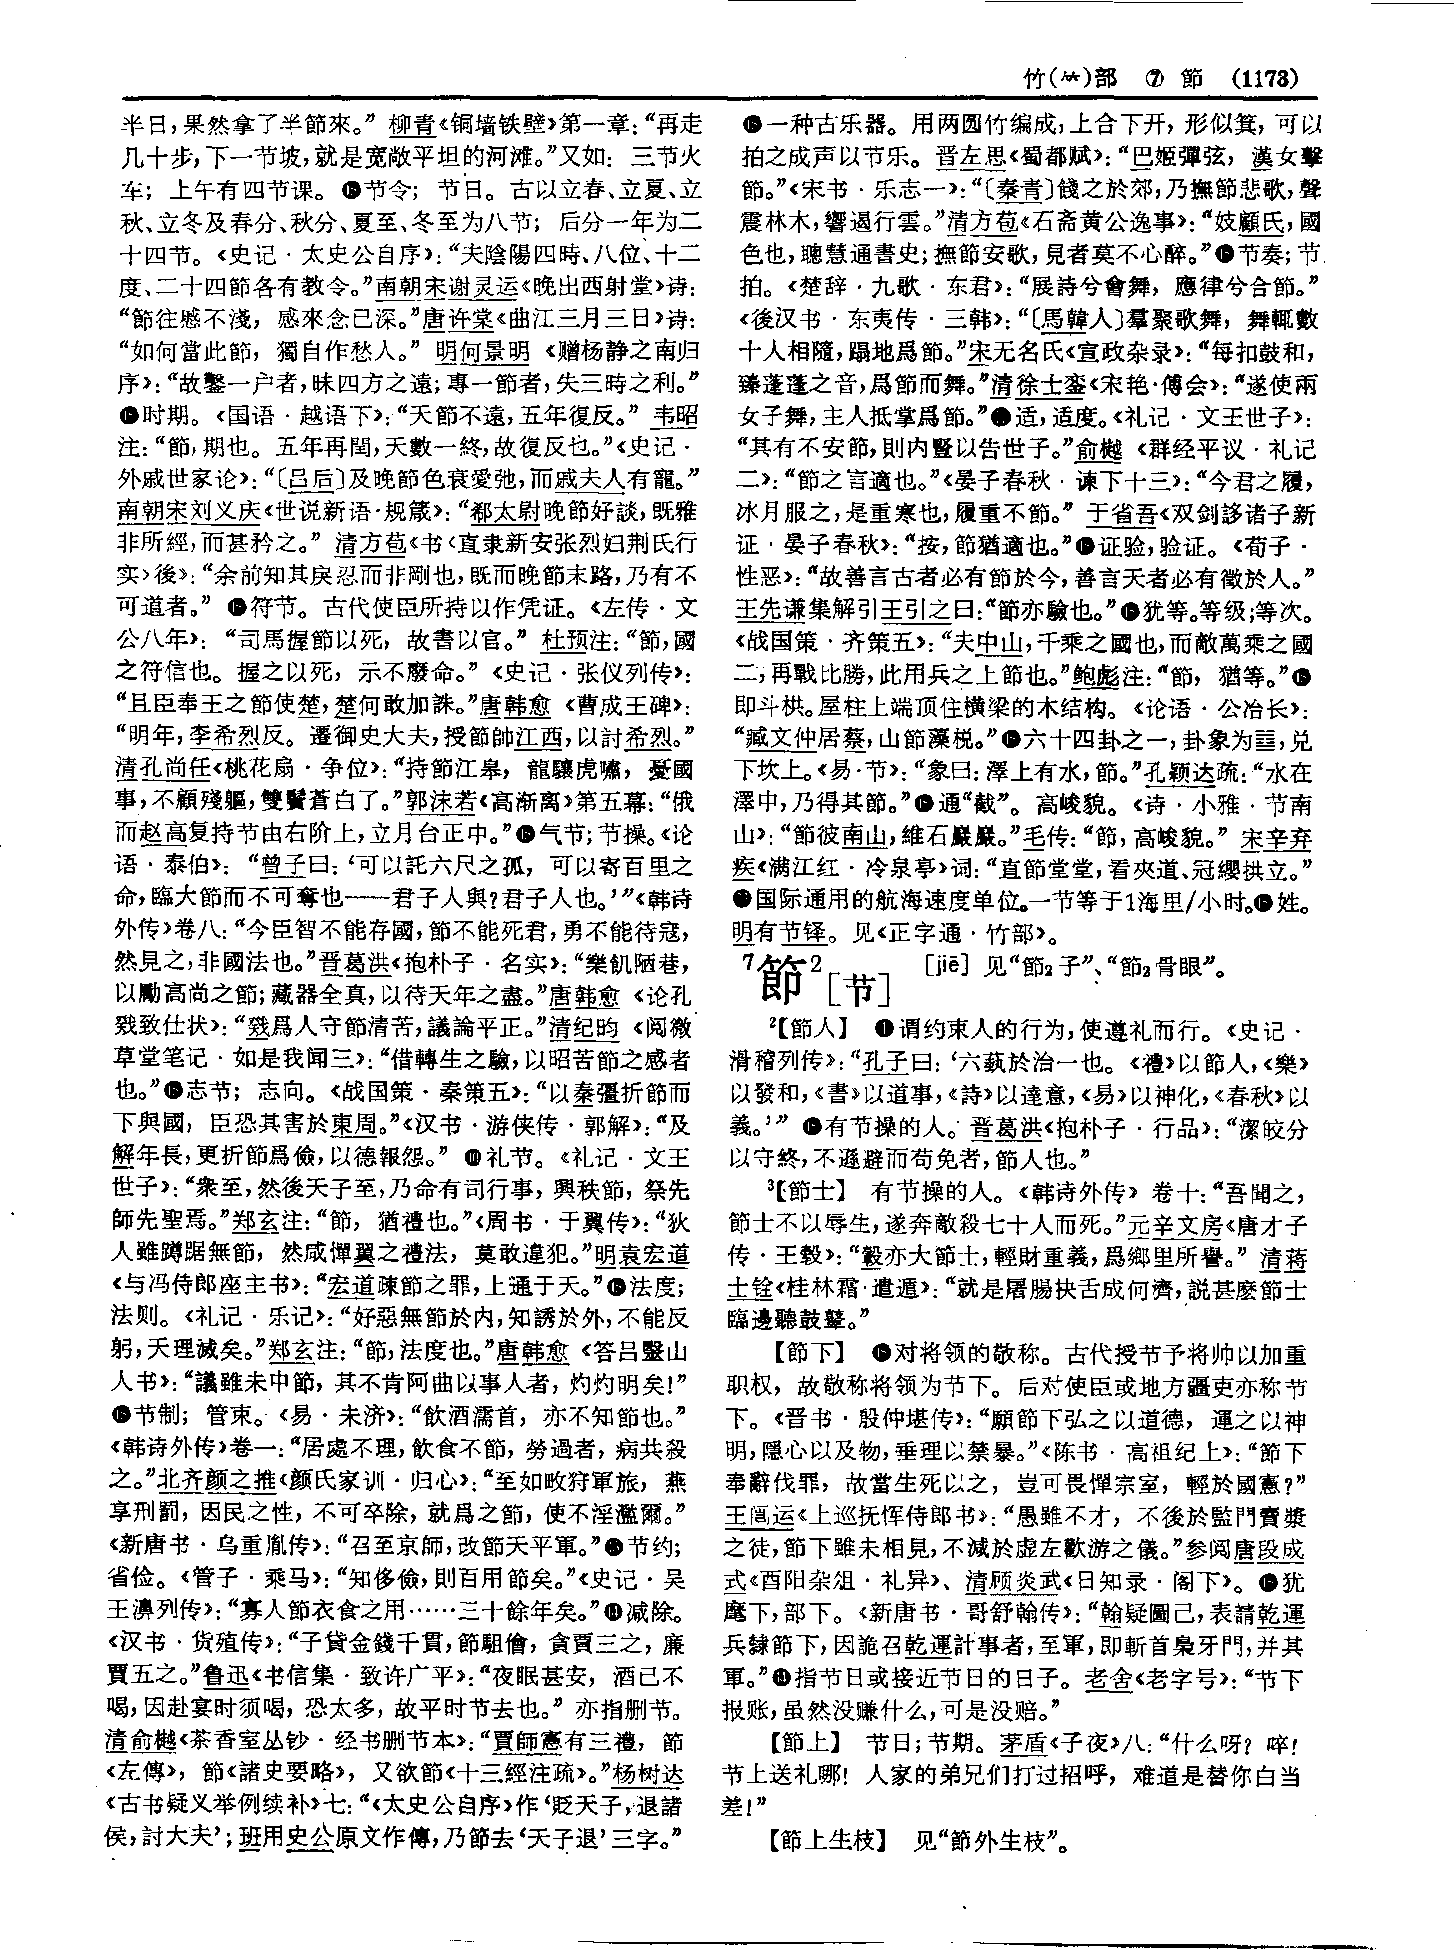 竹(⺮)部 ⑦ 節 (1173)
半日，果然拿了半節來。” 柳青《铜墙铁壁》第一章：“再走
几十步，下一节坡，就是宽敞平坦的河滩。”又如：三节火
车；上午有四节课。 节令；节日。古以立春、立夏、立
秋、立冬及春分、秋分、夏至、冬至为八节；后分一年为二
十四节。《史记·太史公自序》：“夫陰陽四時、八位、十二
度、二十四節各有教令。”南朝宋谢灵运《晚出西射堂》诗：
“節往慼不淺，感來念已深。”唐许棠《曲江三月三日》诗：
“如何當此節，獨自作愁人。” 明何景明《赠杨静之南归
序》：“故鑿一户者，昧四方之遠；專一節者，失三時之利。”
时期。《国语·越语下》：“天節不遠，五年復反。” 韦昭
注：“節，期也。五年再閏，天數一終，故復反也。”《史记·
外戚世家论》：“〔吕后〕及晚節色衰愛弛，而戚夫人有寵。”
南朝宋刘义庆《世说新语·规箴》：“郗太尉晚節好談，既雅
非所經，而甚矜之。” 清方苞《书〈直隶新安张烈妇荆氏行
实〉後》：“余前知其戾忍而非剛也，既而晚節末路，乃有不
可道者。” 符节。古代使臣所持以作凭证。《左传·文
公八年》：“司馬握節以死，故書以官。” 杜预注：“節，國
之符信也。握之以死，示不廢命。”《史记·张仪列传》：
“且臣奉王之節使楚，楚何敢加誅。”唐韩愈《曹成王碑》：
“明年，李希烈反。遷御史大夫，授節帥江西，以討希烈。”
清孔尚任《桃花扇·争位》：“持節江皋，龍驤虎嘯，憂國
事，不顧殘軀，雙鬢蒼白了。”郭沫若《高渐离》第五幕：“俄
而赵高复持节由右阶上，立月台正中。” 气节；节操。《论
语·泰伯》：“曾子曰：‘可以託六尺之孤，可以寄百里之
命，臨大節而不可奪也——君子人與？君子人也。’”《韩诗
外传》卷八：“今臣智不能存國，節不能死君，勇不能待寇，
然見之，非國法也。”晋葛洪《抱朴子·名实》：“樂飢陋巷，
以勵高尚之節；藏器全真，以待天年之盡。”唐韩愈《论孔
戣致仕状》：“戣爲人守節清苦，議論平正。”清纪昀《阅微
草堂笔记·如是我闻三》：“借轉生之驗，以昭苦節之感者
也。” 志节；志向。《战国策·秦策五》：“以秦彊折節而
下與國，臣恐其害於東周。”《汉书·游侠传·郭解》：“及
解年長，更折節爲儉，以德報怨。” 礼节。《礼记·文王
世子》：“衆至，然後天子至，乃命有司行事，興秩節，祭先
師先聖焉。”郑玄注：“節，猶禮也。”《周书·于翼传》：“狄
人雖蹲踞無節，然咸憚翼之禮法，莫敢違犯。”明袁宏道
《与冯侍郎座主书》：“宏道疎節之罪，上通于天。” 法度；
法则。《礼记·乐记》：“好惡無節於内，知誘於外，不能反
躬，天理滅矣。”郑玄注：“節，法度也。”唐韩愈《答吕毉山
人书》：“議雖未中節，其不肯阿曲以事人者，灼灼明矣！”
节制；管束。《易·未济》：“飲酒濡首，亦不知節也。”
《韩诗外传》卷一：“居處不理，飲食不節，勞過者，病共殺
之。”北齐颜之推《颜氏家训·归心》：“至如畋狩軍旅，燕
享刑罰，因民之性，不可卒除，就爲之節，使不淫濫爾。”
《新唐书·乌重胤传》：“召至京師，改節天平軍。” 节约；
省俭。《管子·乘马》：“知侈儉，則百用節矣。”《史记·吴
王濞列传》：“寡人節衣食之用……三十餘年矣。” 减除。
《汉书·货殖传》：“子貸金錢千貫，節駔儈，貪賈三之，廉
賈五之。”鲁迅《书信集·致许广平》：“夜眠甚安，酒已不
喝，因赴宴时须喝，恐太多，故平时节去也。” 亦指删节。
清俞樾《茶香室丛钞·经书删节本》：“賈師憲有三禮，節
《左傳》，節《諸史要略》，又欲節《十三經注疏》。”杨树达
《古书疑义举例续补》七：“《太史公自序》作‘貶天子，退諸
侯，討大夫’；班用史公原文作傳，乃節去‘天子退’三字。”
一种古乐器。用两圆竹编成，上合下开，形似箕，可以
拍之成声以节乐。晋左思《蜀都赋》：“巴姬彈弦，漢女擊
節。”《宋书·乐志一》：“〔秦青〕餞之於郊，乃撫節悲歌，聲
震林木，響遏行雲。”清方苞《石斋黄公逸事》：“妓顧氏，國
色也，聰慧通書史；撫節安歌，見者莫不心醉。” 节奏；节
拍。《楚辞·九歌·东君》：“展詩兮會舞，應律兮合節。”
《後汉书·东夷传·三韩》：“〔馬韓人〕羣聚歌舞，舞輒數
十人相隨，蹋地爲節。”宋无名氏《宣政杂录》：“每扣鼓和，
臻蓬蓬之音，爲節而舞。”清徐士銮《宋艳·傅会》：“遂使兩
女子舞，主人抵掌爲節。” 适，适度。《礼记·文王世子》：
“其有不安節，則内豎以告世子。”俞樾《群经平议·礼记
二》：“節之言適也。”《晏子春秋·谏下十三》：“今君之履，
冰月服之，是重寒也，履重不節。” 于省吾《双剑誃诸子新
证·晏子春秋》：“按，節猶適也。” 证验，验证。《荀子·
性恶》：“故善言古者必有節於今，善言天者必有徵於人。”
王先谦集解引王引之曰：“節亦驗也。” 犹等。等级；等次。
《战国策·齐策五》：“夫中山，千乘之國也，而敵萬乘之國
二，再戰比勝，此用兵之上節也。”鲍彪注：“節，猶等。”
即斗栱。屋柱上端顶住横梁的木结构。《论语·公冶长》：
“臧文仲居蔡，山節藻梲。” 六十四卦之一，卦象为䷻，兑
下坎上。《易·节》：“象曰：澤上有水，節。”孔颖达疏：“水在
澤中，乃得其節。” 通“巀”。高峻貌。《诗·小雅·节南
山》：“節彼南山，維石巖巖。”毛传：“節，高峻貌。” 宋辛弃
疾《满江红·冷泉亭》词：“直節堂堂，看夾道、冠纓拱立。”
国际通用的航海速度单位。一节等于1海里/小时。 姓。
明有节铎。见《正字通·竹部》。
7節2［节］ [jiē] 见“節₂子”、“節₂骨眼”。
2【節人】 ❶谓约束人的行为，使遵礼而行。《史记·
滑稽列传》：“孔子曰：‘六蓺於治一也。《禮》以節人，《樂》
以發和，《書》以道事，《詩》以達意，《易》以神化，《春秋》以
義。’” ❷有节操的人。晋葛洪《抱朴子·行品》：“潔皎分
以守終，不遜避而苟免者，節人也。”
3【節士】 有节操的人。《韩诗外传》卷十：“吾聞之，
節士不以辱生，遂奔敵殺七十人而死。”元辛文房《唐才子
传·王毂》：“轂亦大節士，輕財重義，爲鄉里所譽。” 清蒋
士铨《桂林霜·遣遁》：“就是屠腸抉舌成何濟，説甚麽節士
臨邊聽鼓鼙。”
【節下】 ❶对将领的敬称。古代授节予将帅以加重
职权，故敬称将领为节下。后对使臣或地方疆吏亦称节
下。《晋书·殷仲堪传》：“願節下弘之以道德，運之以神
明，隱心以及物，垂理以禁暴。”《陈书·高祖纪上》：“節下
奉辭伐罪，故當生死以之，豈可畏憚宗室，輕於國憲？”
王闿运《上巡抚恽侍郎书》：“愚雖不才，不後於監門賣漿
之徒，節下雖未相見，不減於虛左歡游之儀。”参阅唐段成
式《酉阳杂俎·礼异》、清顾炎武《日知录·阁下》。 ❷犹
麾下，部下。《新唐书·哥舒翰传》：“翰疑圖己，表請乾運
兵隸節下，因詭召乾運計事者，至軍，即斬首梟牙門，并其
軍。” ❸指节日或接近节日的日子。老舍《老字号》：“节下
报账，虽然没赚什么，可是没赔。”
【節上】 节日；节期。茅盾《子夜》八：“什么呀？啐！
节上送礼哪！人家的弟兄们打过招呼，难道是替你白当
差！”
【節上生枝】 见“節外生枝”。